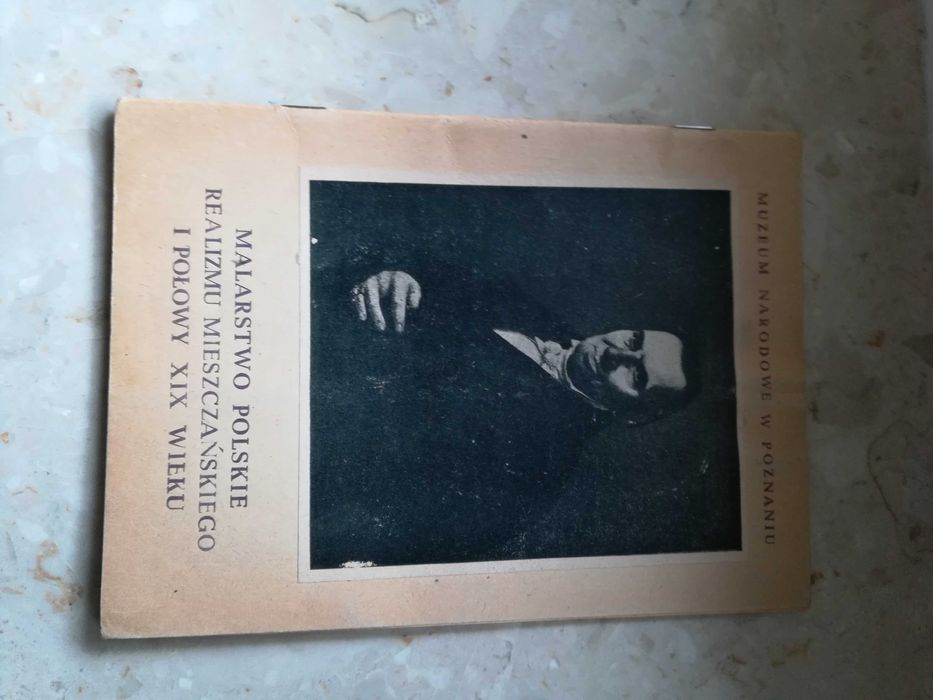 MUZEUM NARODOWE W POZNANIU
MALARSTWO POLSKIE
REALIZMU MIESZCZAŃSKIEGO
I POŁOWY XIX WIEKU